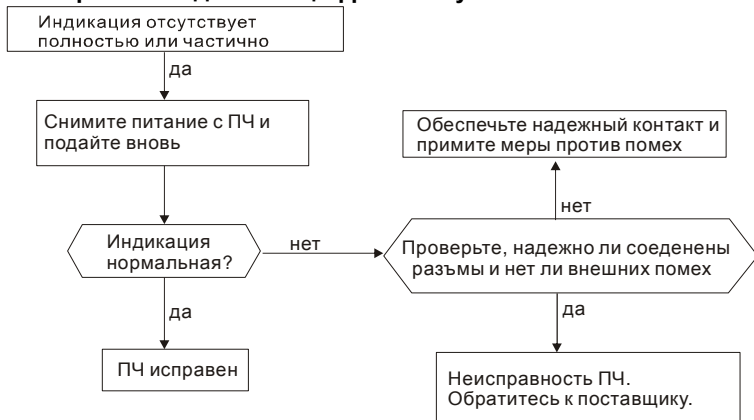 Индикация отсутствует
полностью или частично
да
Снимите питание с ПЧ и
подайте вновь
Обеспечьте надежный контакт и
примите меры против помех
нет
Индикация
нормальная?
нет
Проверьте, надежно ли соеденены
разъмы и нет ли внешних помех
да
да
ПЧ исправен
Неисправность ПЧ.
Обратитесь к поставщику.